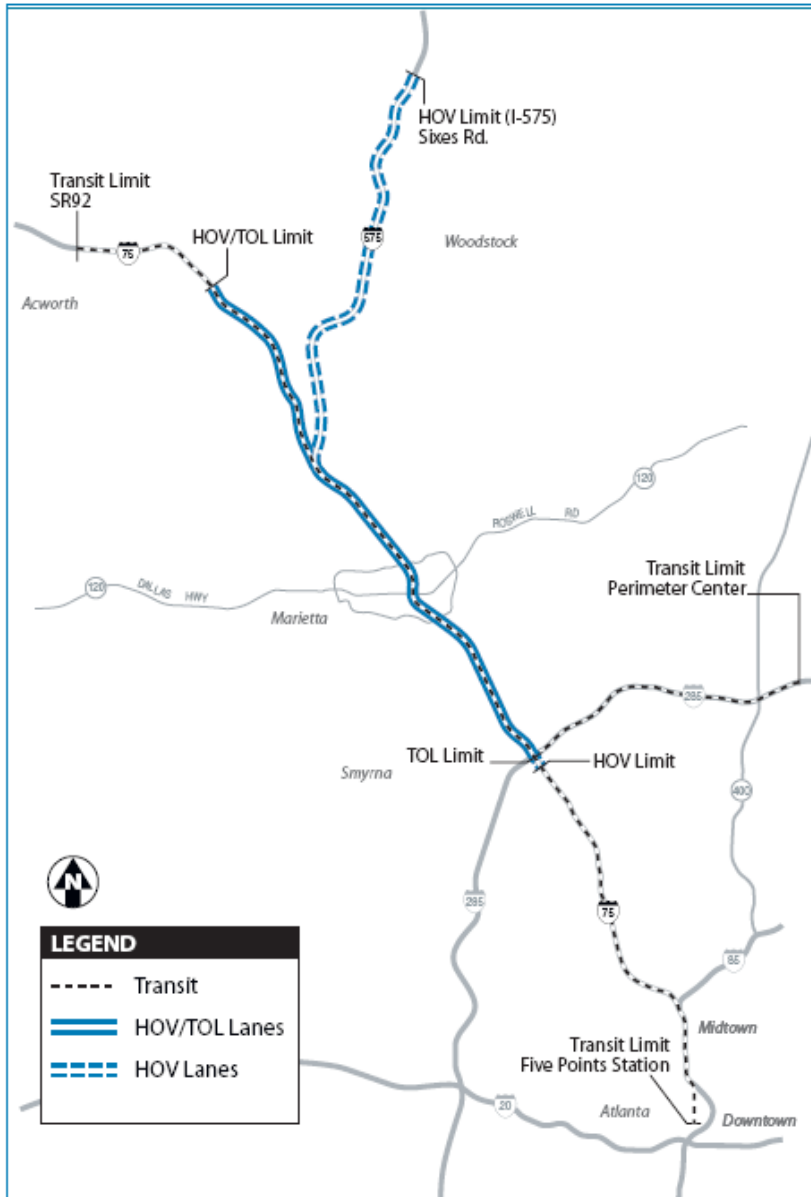 HOV Limit (I-575)
Sixes Rd.
Transit Limit
SR92
HOV/TOL Limit
575
Woodstock
75
Acworth
120
ROSWELL RD
Transit Limit
Perimeter Center
120
DALLAS HWY
Marietta
285
TOL Limit
HOV Limit
Smyrna
400
N
285
75
85
LEGEND
Transit
HOV/TOL Lanes
HOV Lanes
Midtown
Transit Limit
Five Points Station
20
Atlanta
Downtown